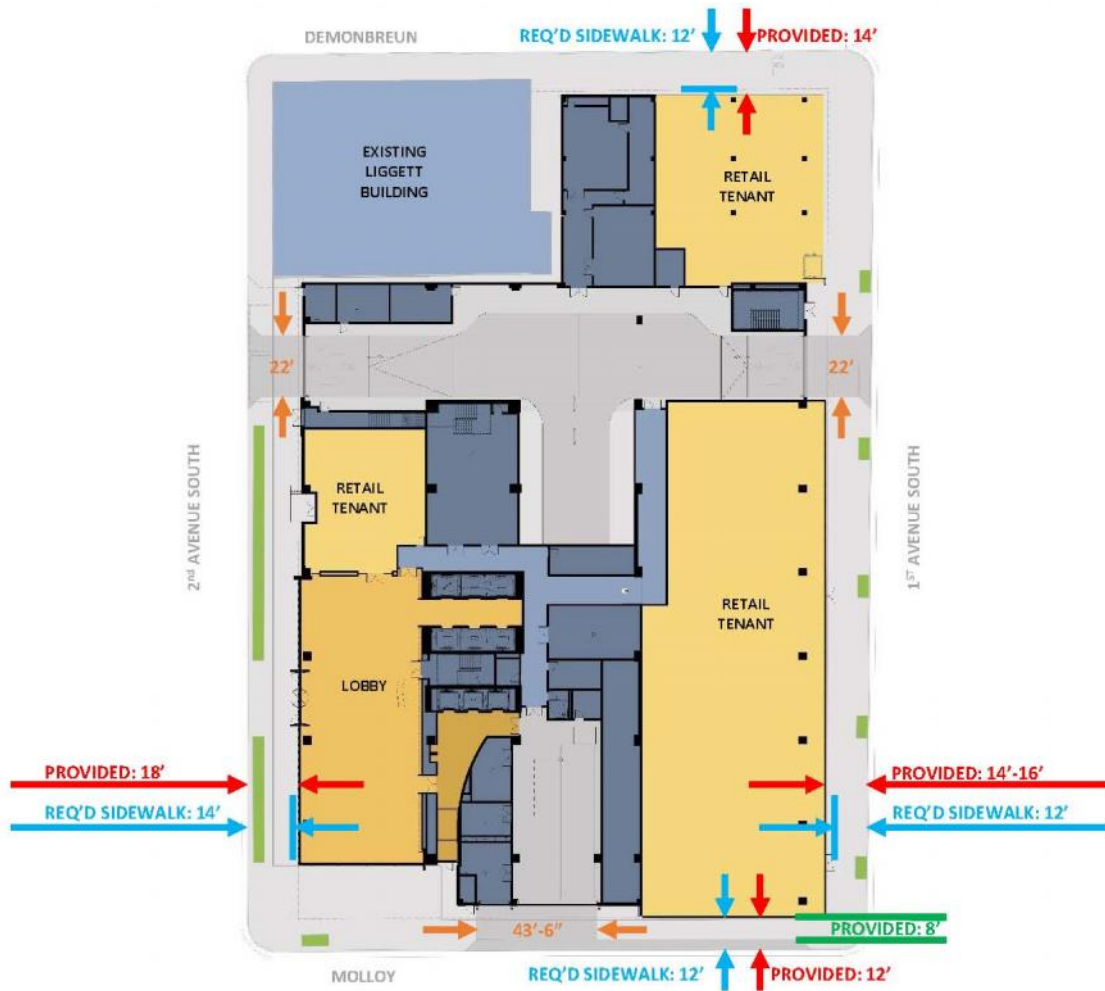 DEMONBREUN
REQ'D SIDEWALK: 12'
PROVIDED: 14'
EXISTING
LIGGETT
BUILDING
RETAIL
TENANT
22'
22'
2nd AVENUE SOUTH
1ST AVENUE SOUTH
RETAIL
TENANT
RETAIL
TENANT
LOBBY
PROVIDED: 18'
PROVIDED: 14'-16'
REQ'D SIDEWALK: 14'
REQ'D SIDEWALK: 12'
43'-6"
PROVIDED: 8'
MOLLOY
REQ'D SIDEWALK: 12'
PROVIDED: 12'